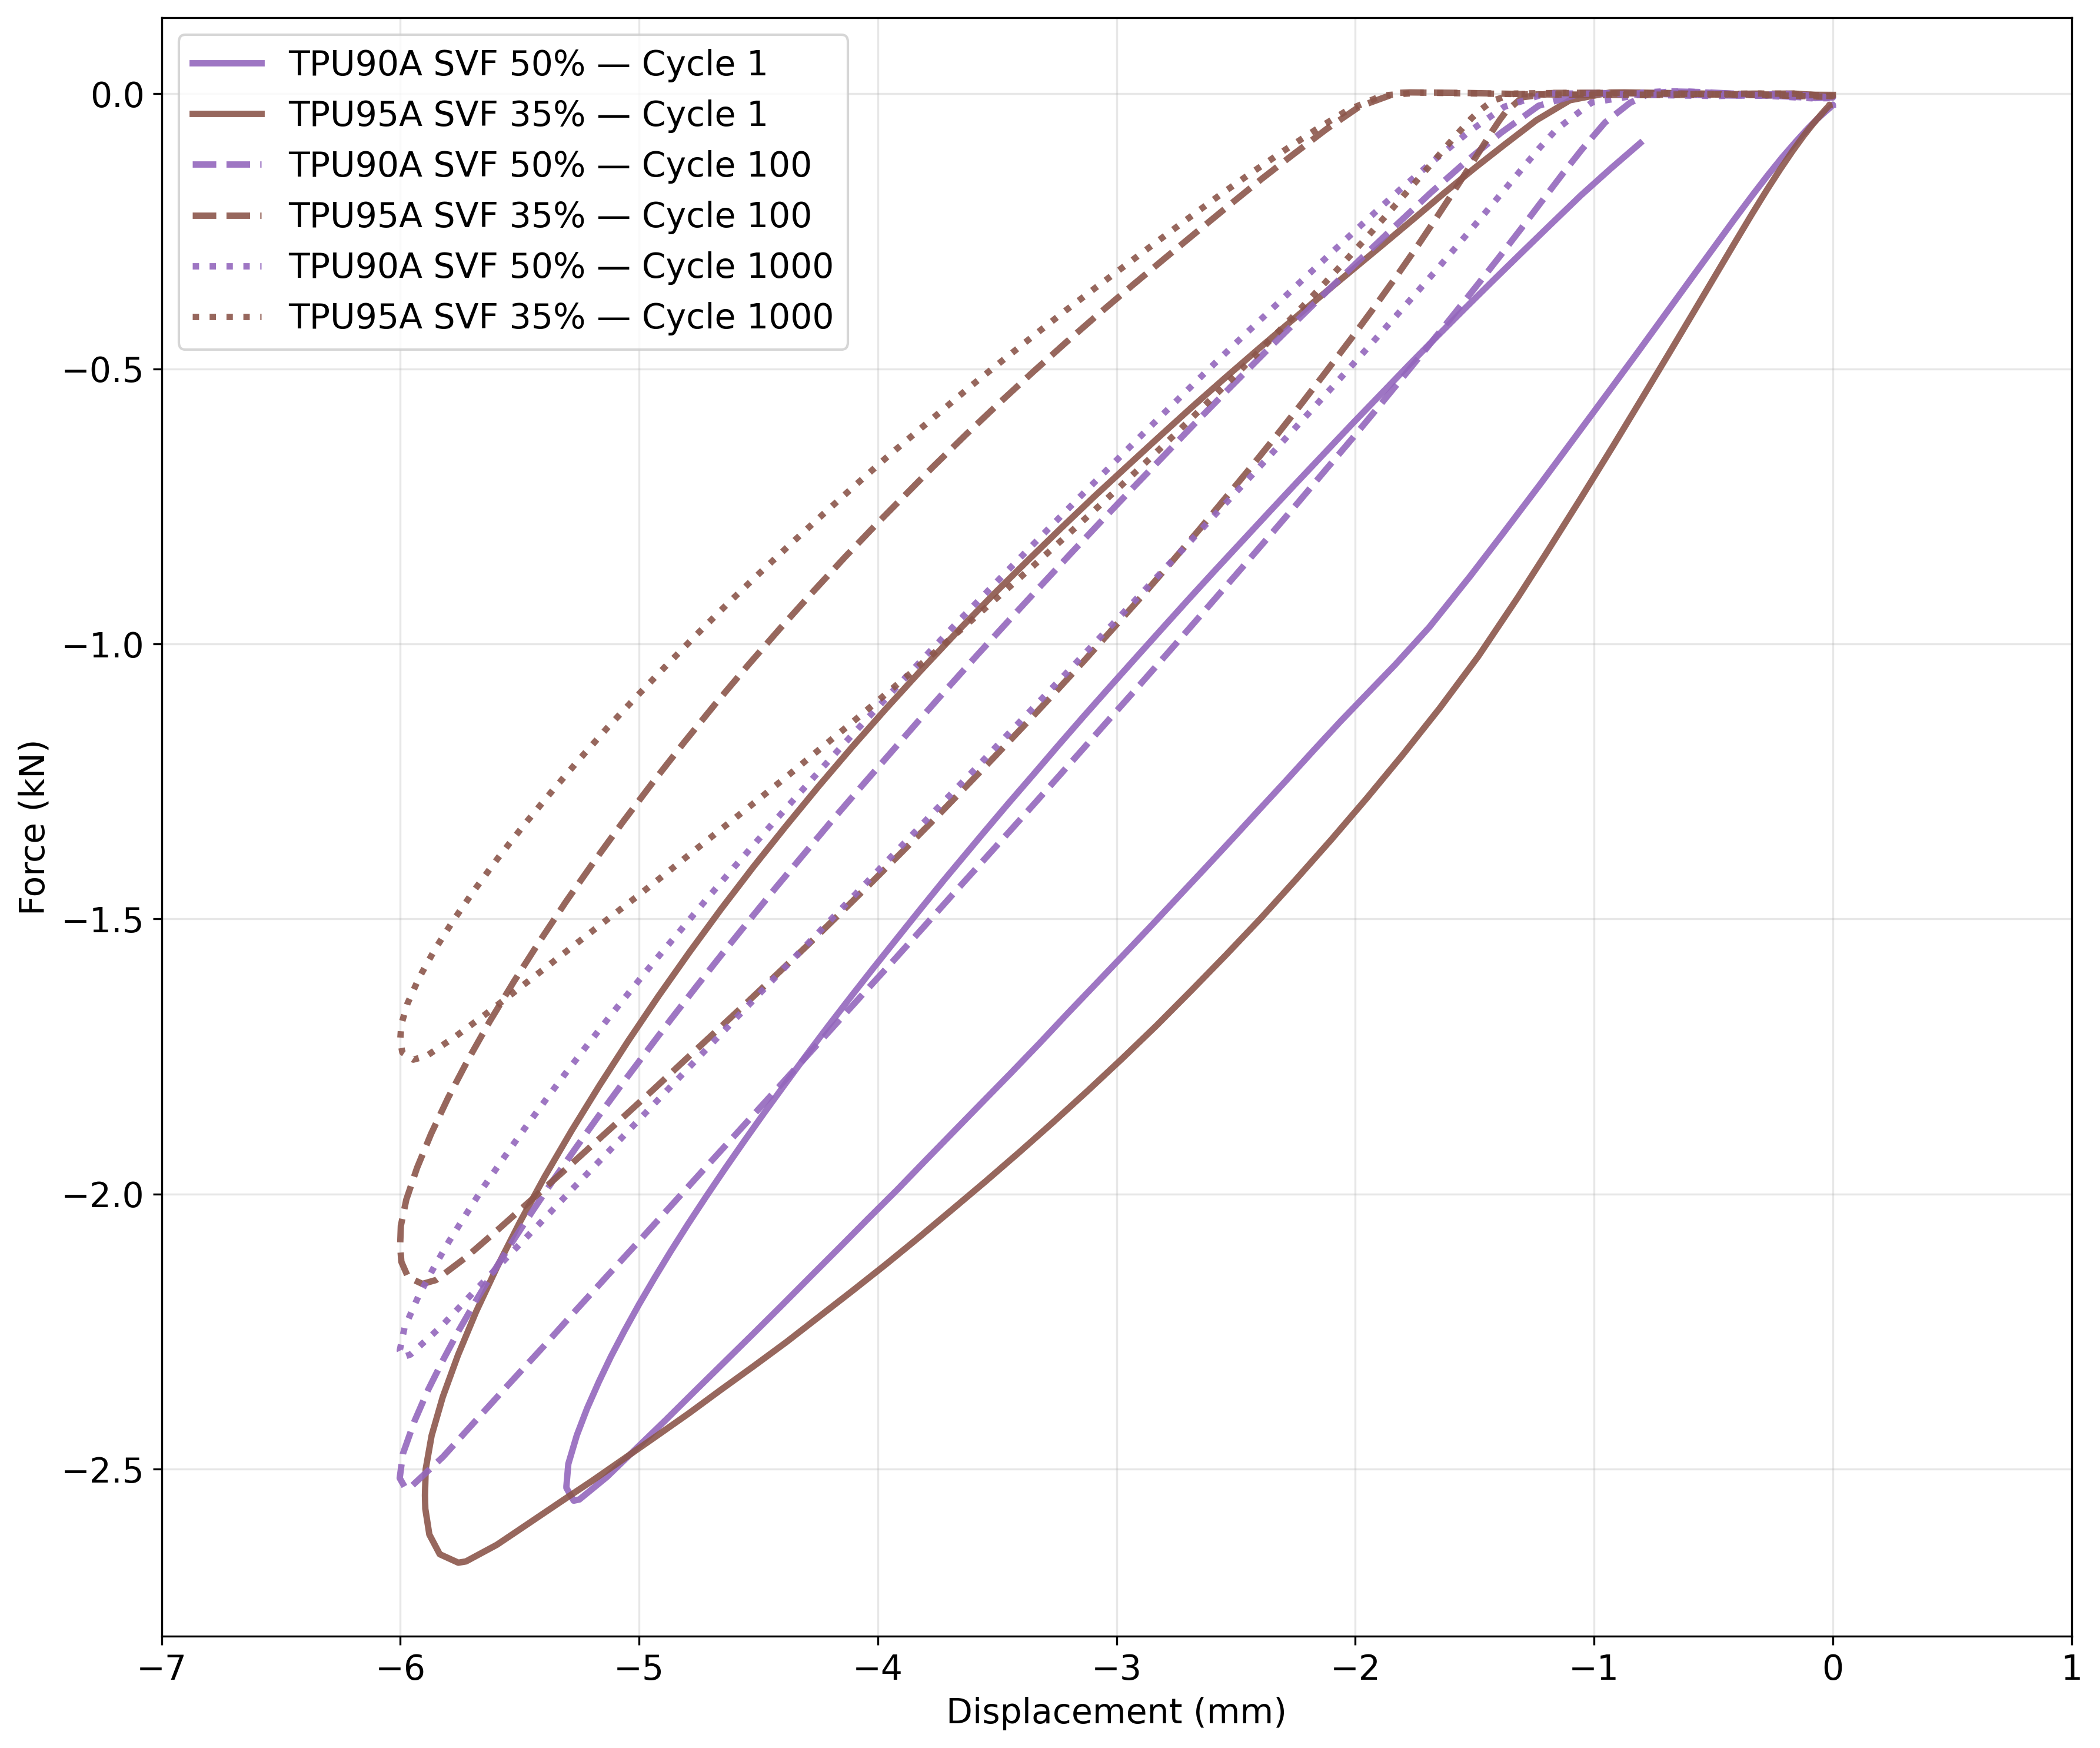 TPU90A SVF 50% — Cycle 1
TPU95A SVF 35% — Cycle 1
TPU90A SVF 50% — Cycle 100
TPU95A SVF 35% — Cycle 100
TPU90A SVF 50% — Cycle 1000
TPU95A SVF 35% — Cycle 1000
0.0
−0.5
−1.0
−1.5
−2.0
−2.5
Force (kN)
−7 −6 −5 −4 −3 −2 −1 0 1
Displacement (mm)